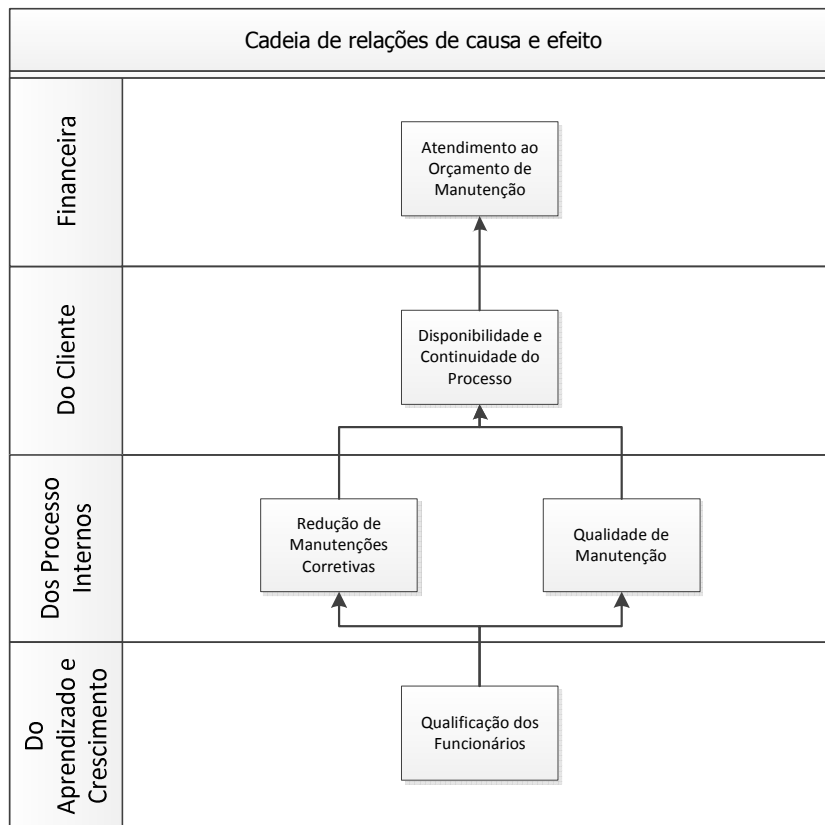 Cadeia de relações de causa e efeito
Financeira
Atendimento ao
Orçamento de
Manutenção
Do Cliente
Disponibilidade e
Continuidade do
Processo
Dos Processo
Internos
Redução de
Manutenções
Corretivas
Qualidade de
Manutenção
Do
Aprendizado e
Crescimento
Qualificação dos
Funcionários